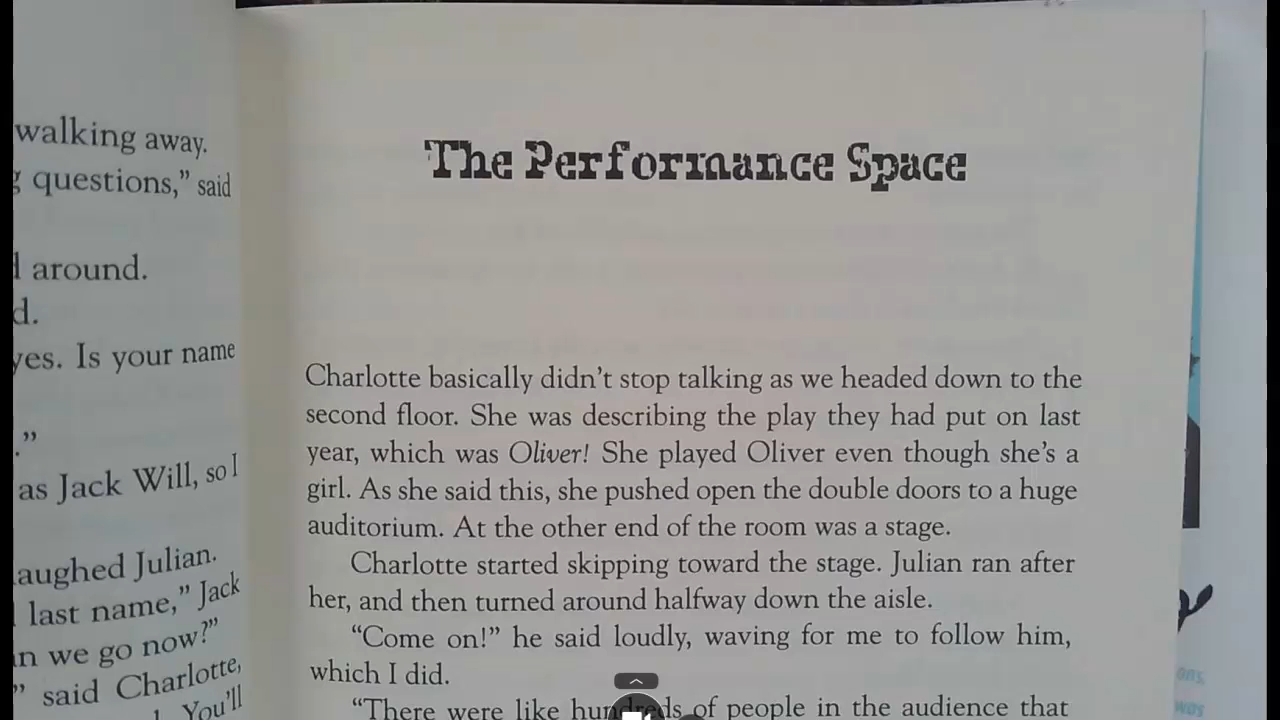 walking away.
questions,” said
around.
d.
yes. Is your name
.”
as Jack Will, so I
aughed Julian.
last name,” Jack
n we go now?”
” said Charlotte,
You’ll
The Performance Space
Charlotte basically didn’t stop talking as we headed down to the
second floor. She was describing the play they had put on last
year, which was Oliver! She played Oliver even though she’s a
girl. As she said this, she pushed open the double doors to a huge
auditorium. At the other end of the room was a stage.
Charlotte started skipping toward the stage. Julian ran after
her, and then turned around halfway down the aisle.
“Come on!” he said loudly, waving for me to follow him,
which I did.
“There were like hundreds of people in the audience that
ons,
was